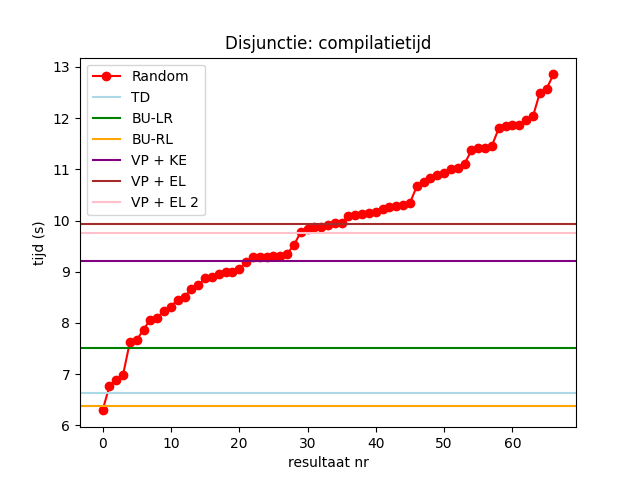 Disjunctie: compilatietijd
Random
TD
BU-LR
BU-RL
VP + KE
VP + EL
VP + EL 2
tijd (s)
13
12
11
10
9
8
7
6
0 10 20 30 40 50 60
resultaat nr